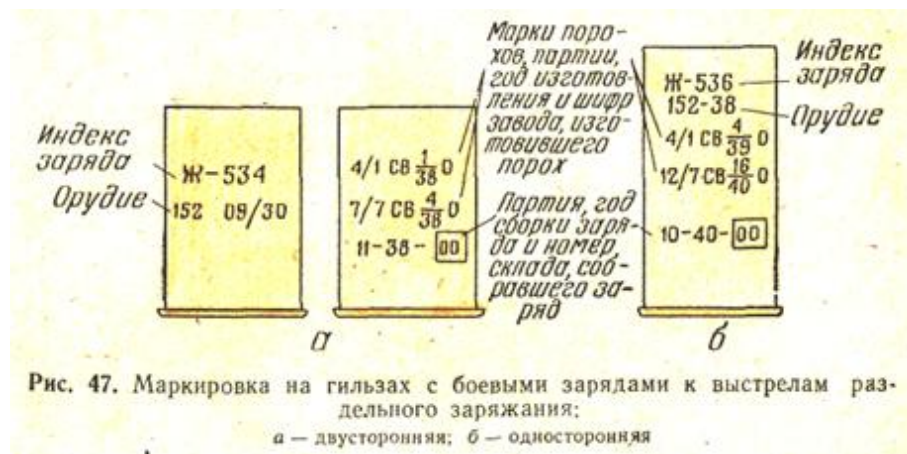 Индекс
заряда
Орудие
Ж-534
152 09/30
а
Марки поро-
хов, партии,
год изготов-
ления и шифр
завода, изго-
товившего
порох
4/1 СВ 1/38 0
7/7 СВ 4/38 0
11-38-00
Партия, год
сборки заря-
да и номер,
склада, соб-
равшего за-
ряд
Ж-536
152-38
4/1 СВ 4/39 0
12/7-СВ 16/40 0
10-40-00
Индекс
заряда
Орудие
б
Рис. 47. Маркировка на гильзах с боевыми зарядами к выстрелам раз-
дельного заряжания:
а — двусторонняя; б — односторонняя